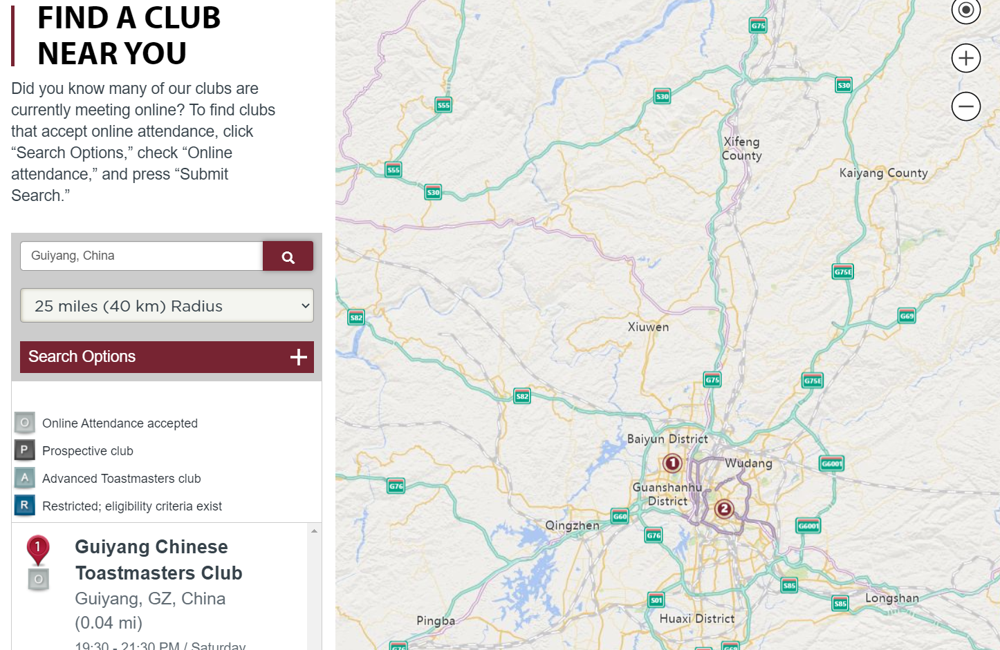 FIND A CLUB
NEAR YOU
Did you know many of our clubs are
currently meeting online? To find clubs
that accept online attendance, click
“Search Options,” check “Online
attendance,” and press “Submit
Search.”
Guiyang, China
25 miles (40 km) Radius
Search Options
O Online Attendance accepted
P Prospective club
A Advanced Toastmasters club
R Restricted; eligibility criteria exist
1
O
Guiyang Chinese
Toastmasters Club
Guiyang, GZ, China
(0.04 mi)
19:30 - 21:30 PM / Saturday
G75
S30
S30
S55
Xifeng
County
S55
Kaiyang County
S30
G75E
G69
S82
Xiuwen
G75
G75E
S82
Baiyun District
1
Wudang
G6001
G76
Guanshanhu
District
2
G60
Qingzhen
G6001
G76
S85
S01
Longshan
S85
Huaxi District
Pingba
G76
G69